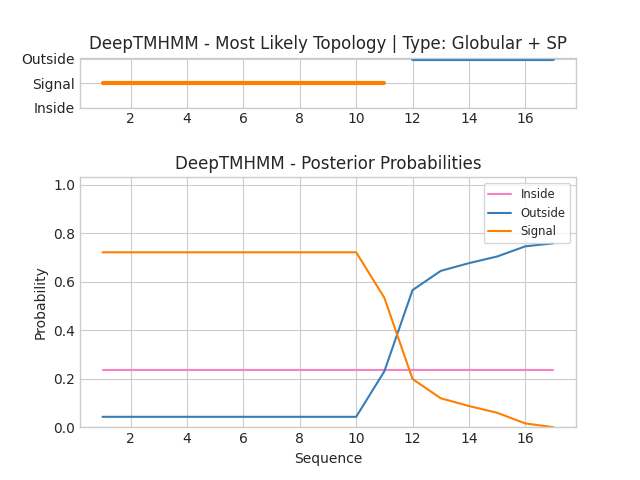 DeepTMHMM - Most Likely Topology | Type: Globular + SP
Outside
Signal
Inside
2 4 6 8 10 12 14 16
DeepTMHMM - Posterior Probabilities
1.0
0.8
0.6
0.4
0.2
0.0
Probability
Inside
Outside
Signal
2 4 6 8 10 12 14 16
Sequence